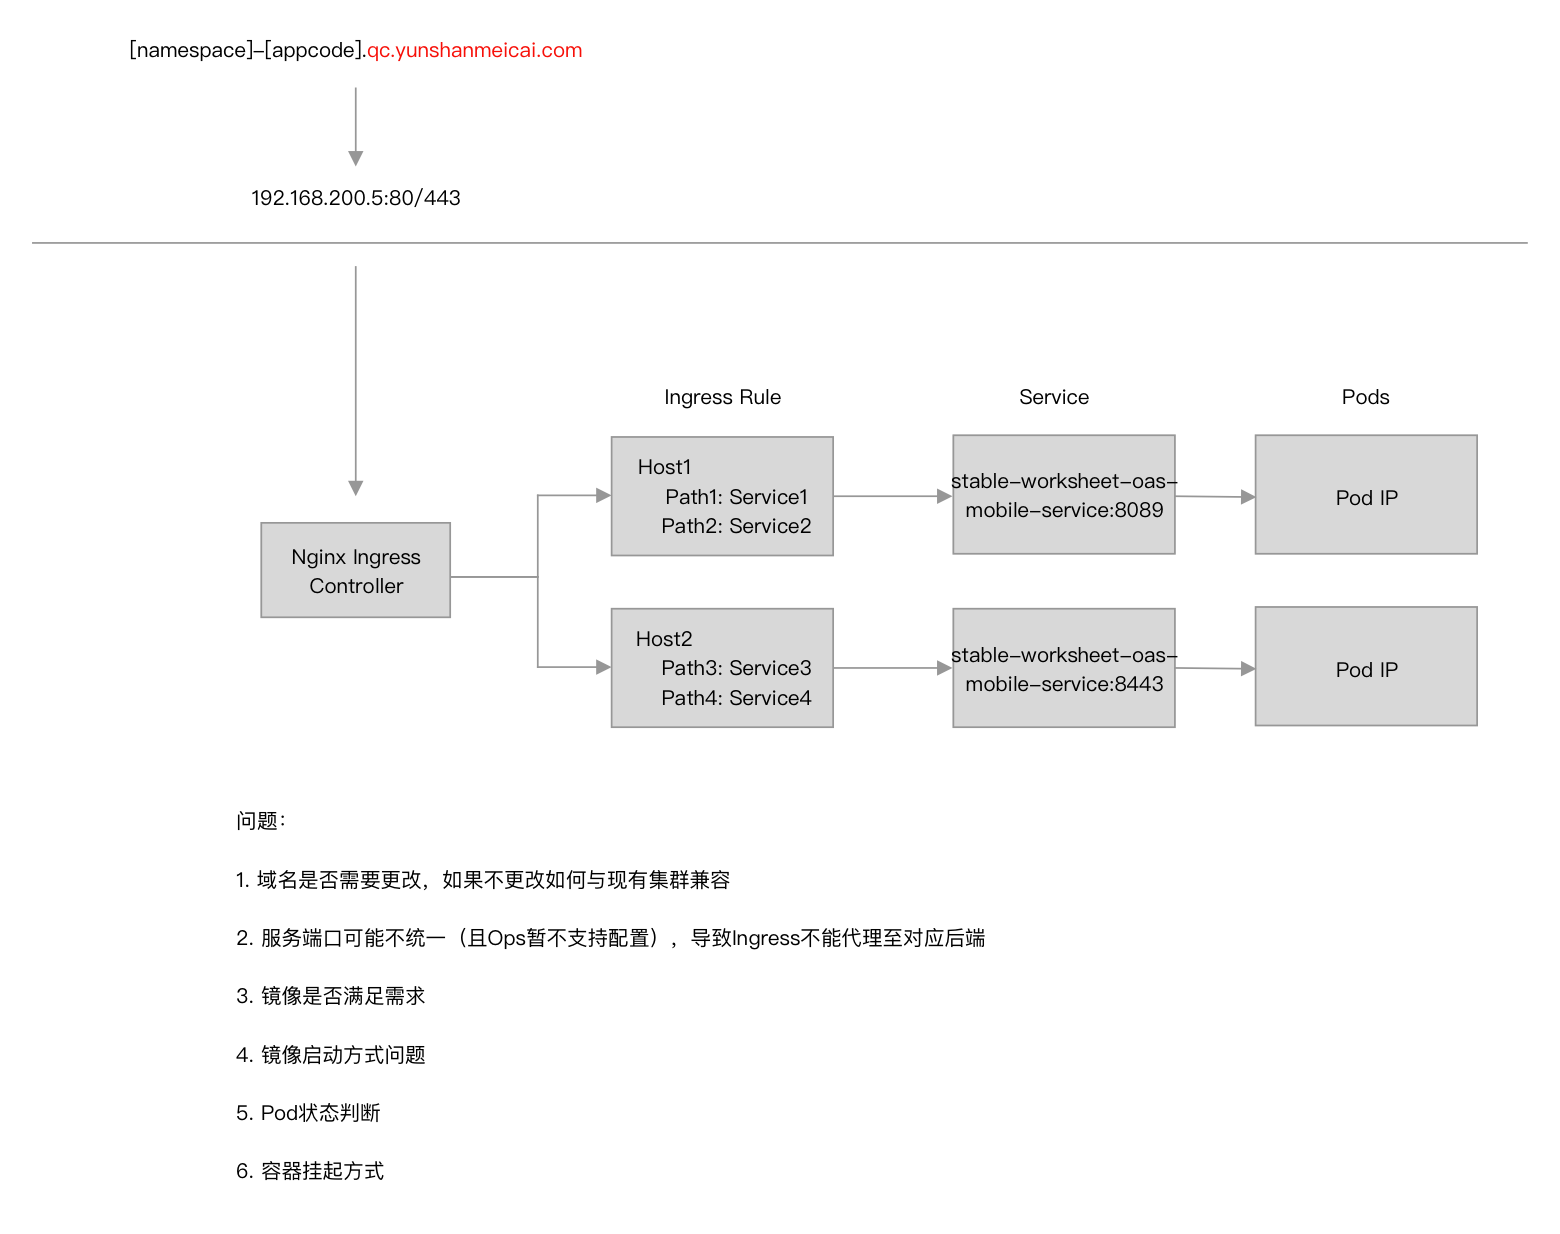 [namespace]–[appcode].qc.yunshanmeicai.com
192.168.200.5:80/443
Ingress Rule
Service
Pods
Host1
Path1: Service1
Path2: Service2
stable–worksheet–oas–
mobile–service:8089
Pod IP
Nginx Ingress
Controller
Host2
Path3: Service3
Path4: Service4
stable–worksheet–oas–
mobile–service:8443
Pod IP
问题：
1. 域名是否需要更改，如果不更改如何与现有集群兼容
2. 服务端口可能不统一（且Ops暂不支持配置），导致Ingress不能代理至对应后端
3. 镜像是否满足需求
4. 镜像启动方式问题
5. Pod状态判断
6. 容器挂起方式